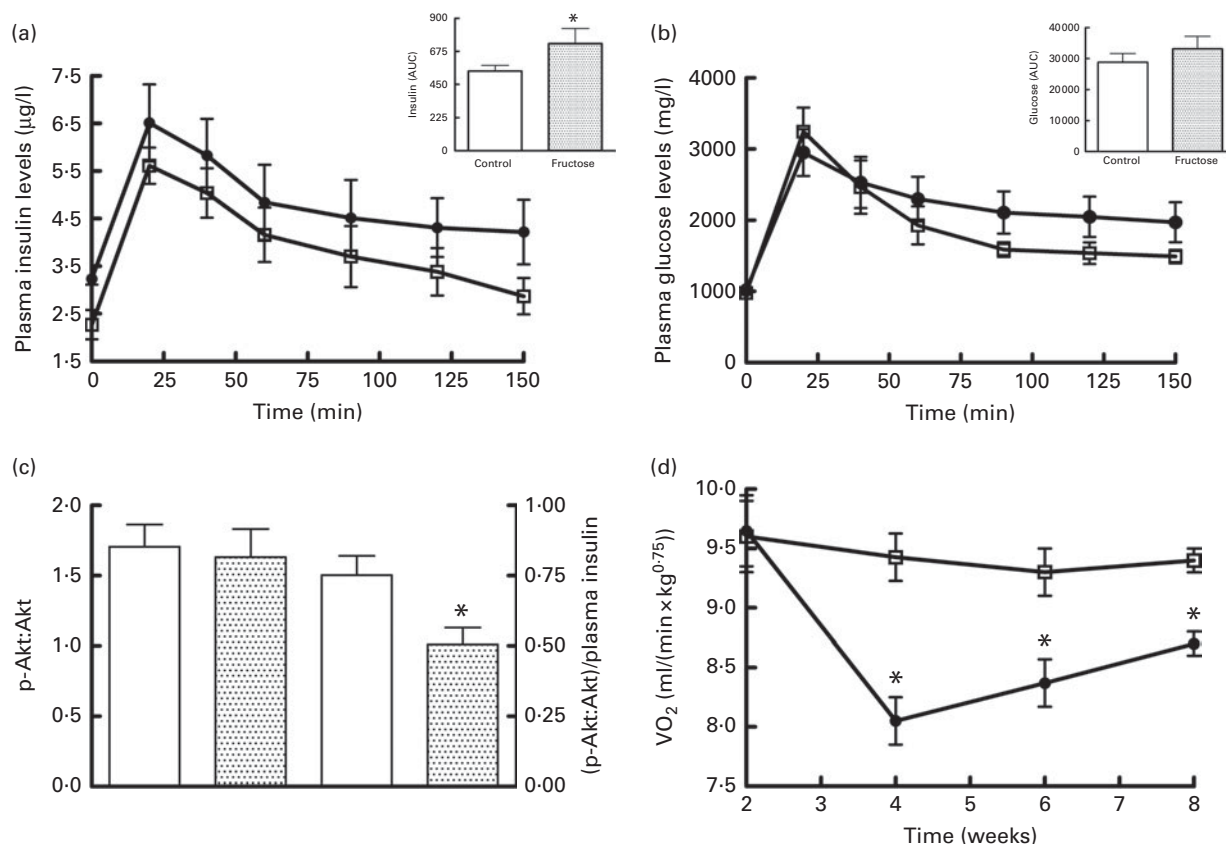 (a)
7·5
6·5
5·5
4·5
3·5
2·5
1·5
Plasma insulin levels (μg/l)
0 25 50 75 100 125 150
Time (min)
900
675
450
225
0
Insulin (AUC)
*
Control Fructose
(b)
4000
3000
2000
1000
0
Plasma glucose levels (mg/l)
0 25 50 75 100 125 150
Time (min)
40000
30000
20000
10000
0
Glucose (AUC)
Control Fructose
(c)
2·0
1·5
1·0
0·5
0·0
p-Akt:Akt
*
1·00
0·75
0·50
0·25
0·00
(p-Akt:Akt)/plasma insulin
(d)
10·0
9·5
9·0
8·5
8·0
7·5
VO2 (ml/(min×kg0·75))
*
*
*
2 3 4 5 6 7 8
Time (weeks)